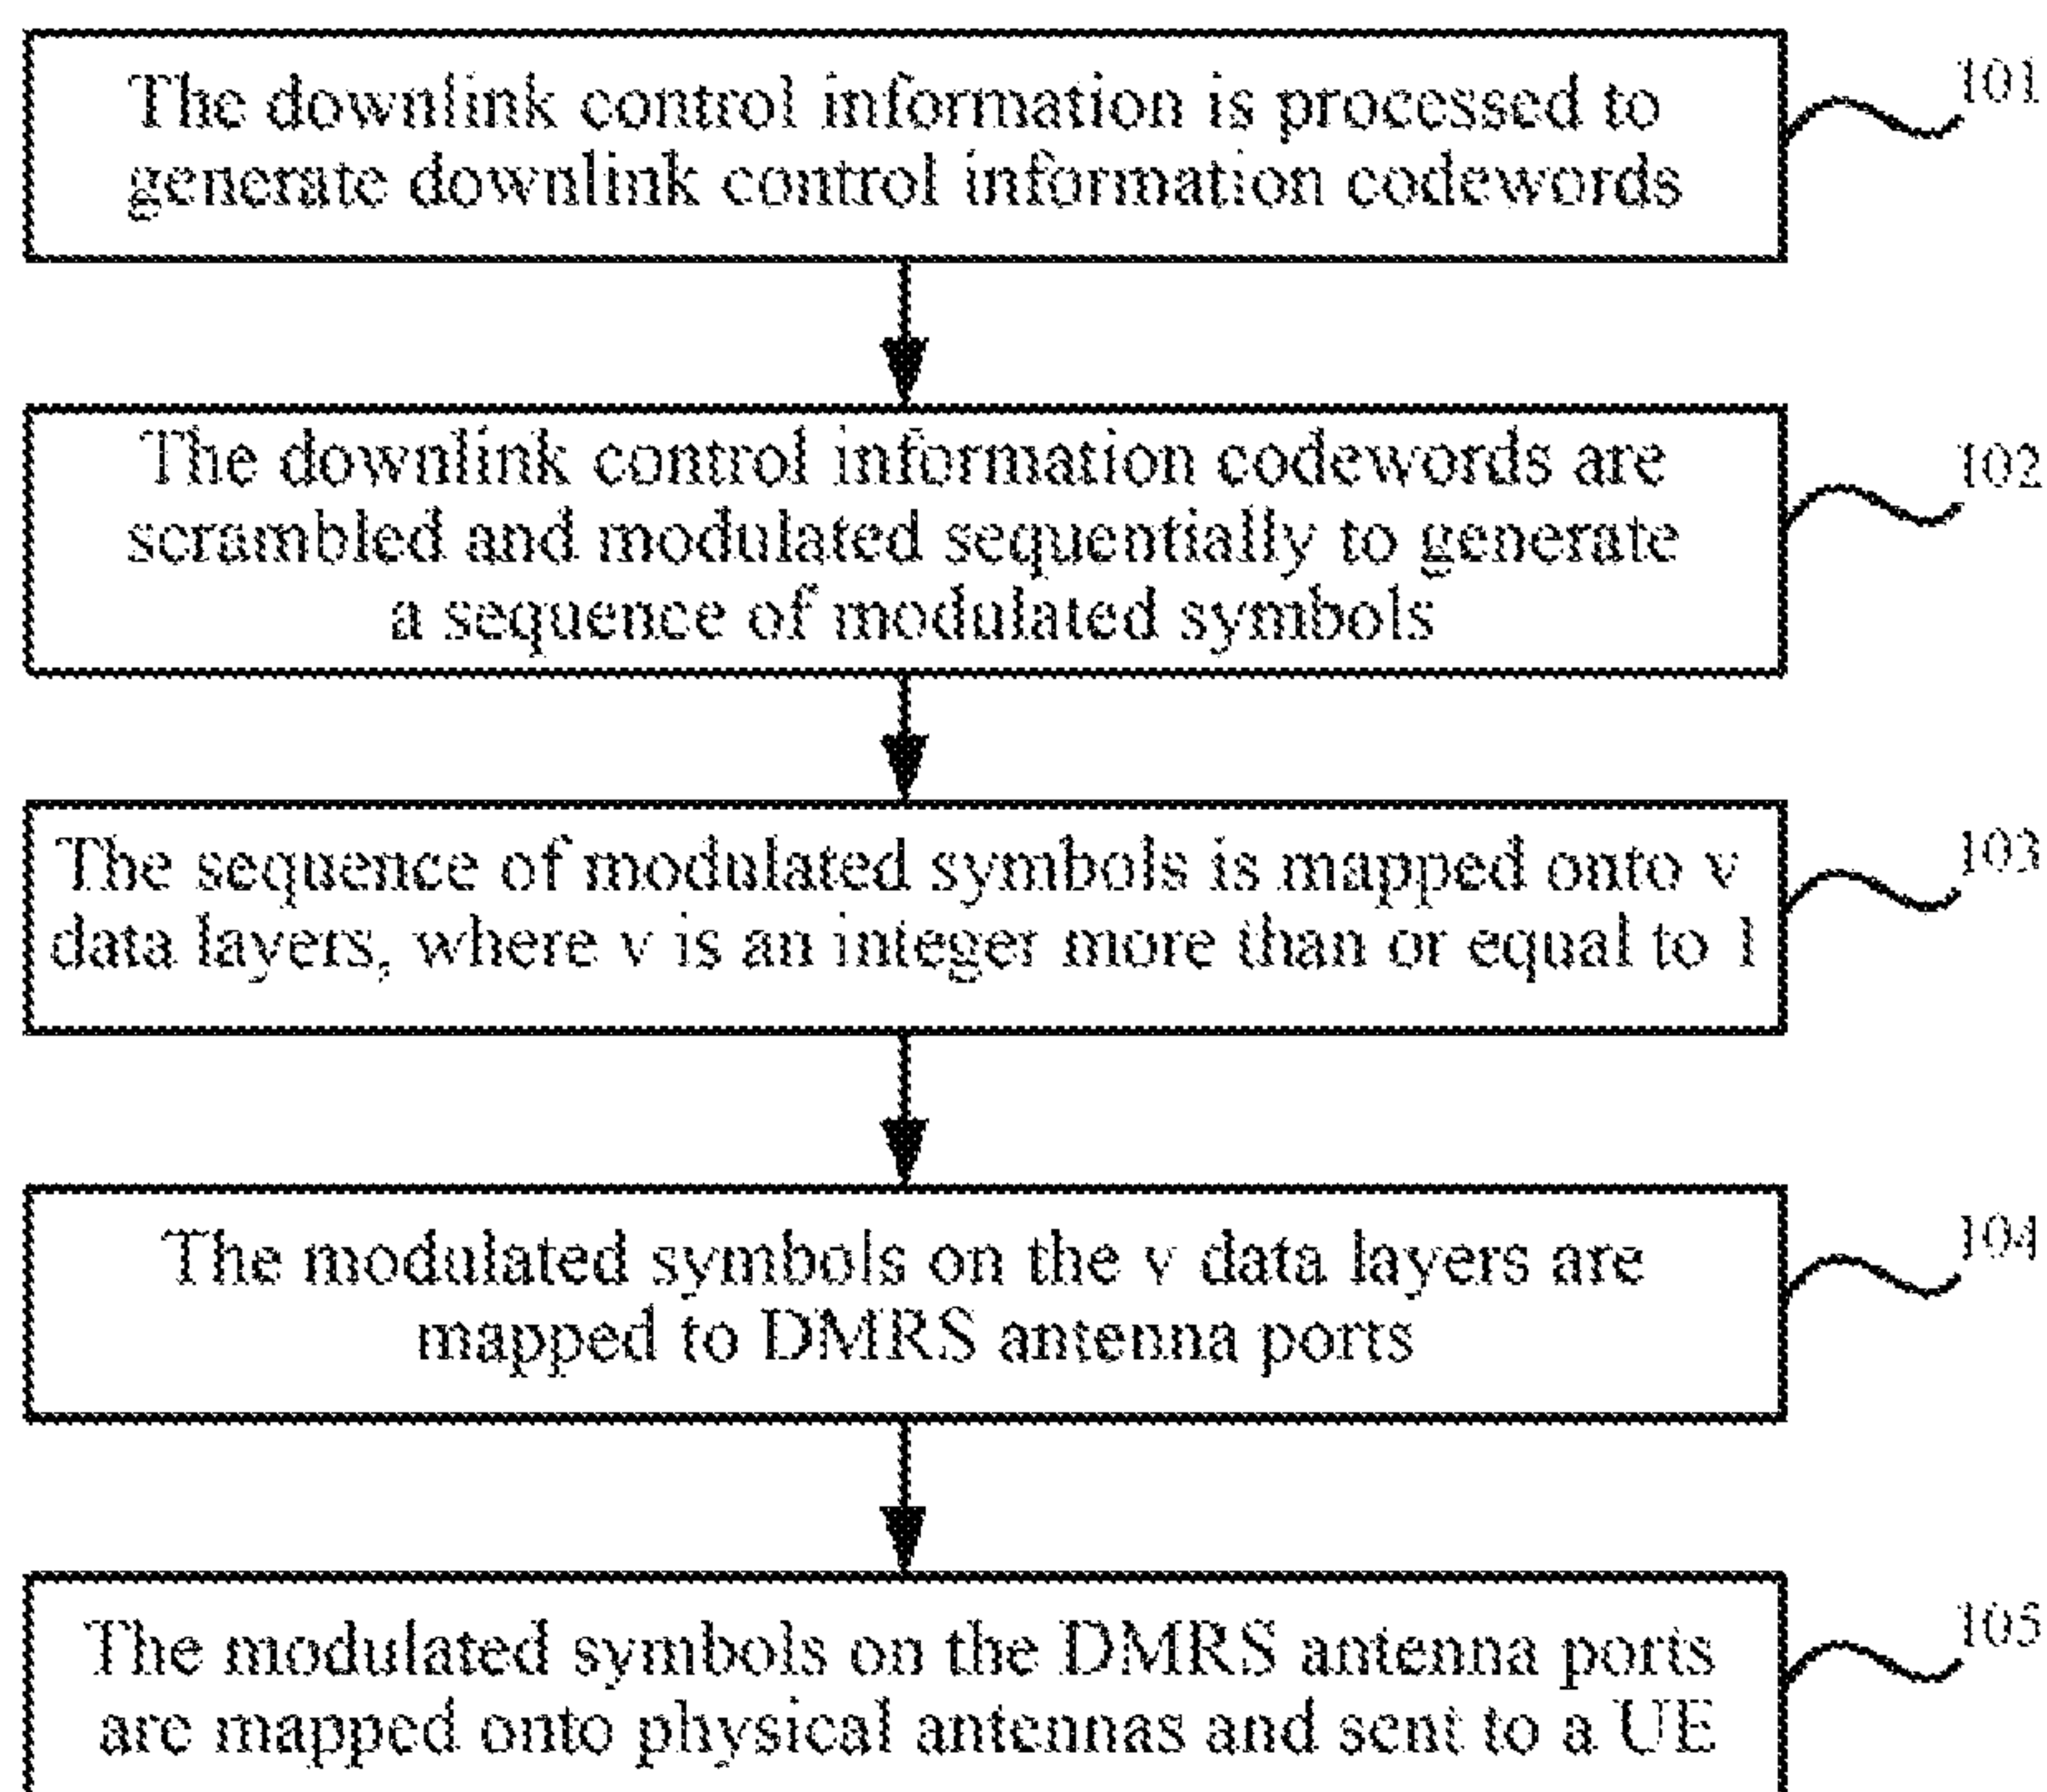 The downlink control information is processed to
generate downlink control information codewords
101
The downlink control information codewords are
scrambled and modulated sequentially to generate
a sequence of modulated symbols
102
The sequence of modulated symbols is mapped onto v
data layers, where v is an integer more than or equal to 1
103
The modulated symbols on the v data layers are
mapped to DMRS antenna ports
104
The modulated symbols on the DMRS antenna ports
are mapped onto physical antennas and sent to a UE
105